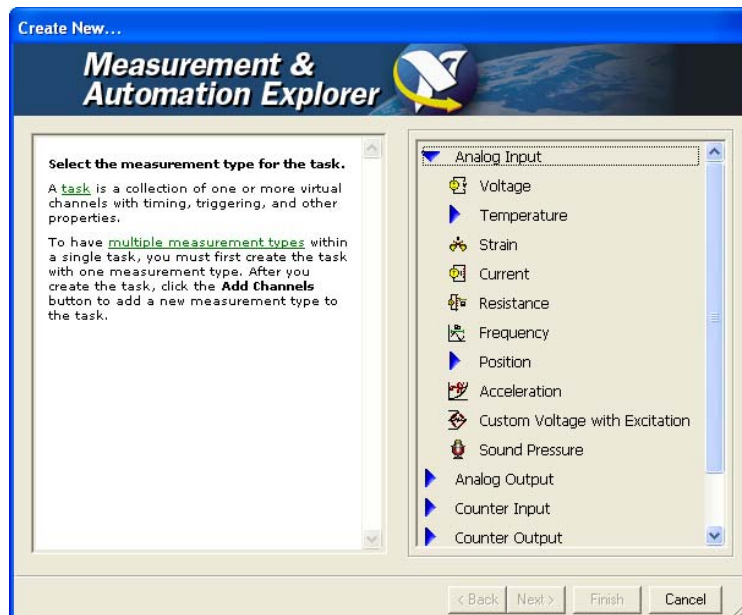 Create New...
Measurement &
Automation Explorer
Select the measurement type for the task.
A task is a collection of one or more virtual
channels with timing, triggering, and other
properties.
To have multiple measurement types within
a single task, you must first create the task
with one measurement type. After you
create the task, click the Add Channels
button to add a new measurement type to
the task.
Analog Input
Voltage
Temperature
Strain
Current
Resistance
Frequency
Position
Acceleration
Custom Voltage with Excitation
Sound Pressure
Analog Output
Counter Input
Counter Output
< Back Next > Finish Cancel